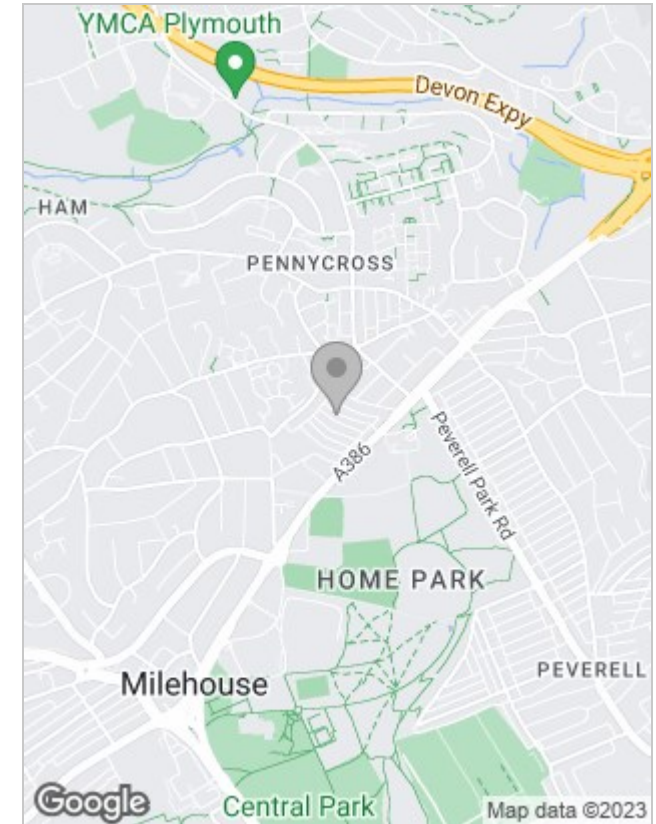 YMCA Plymouth
Devon Expy
HAM
PENNYCROSS
A386
Peverell Park Rd
HOME PARK
PEVERELL
Milehouse
Google
Central Park
Map data ©2023